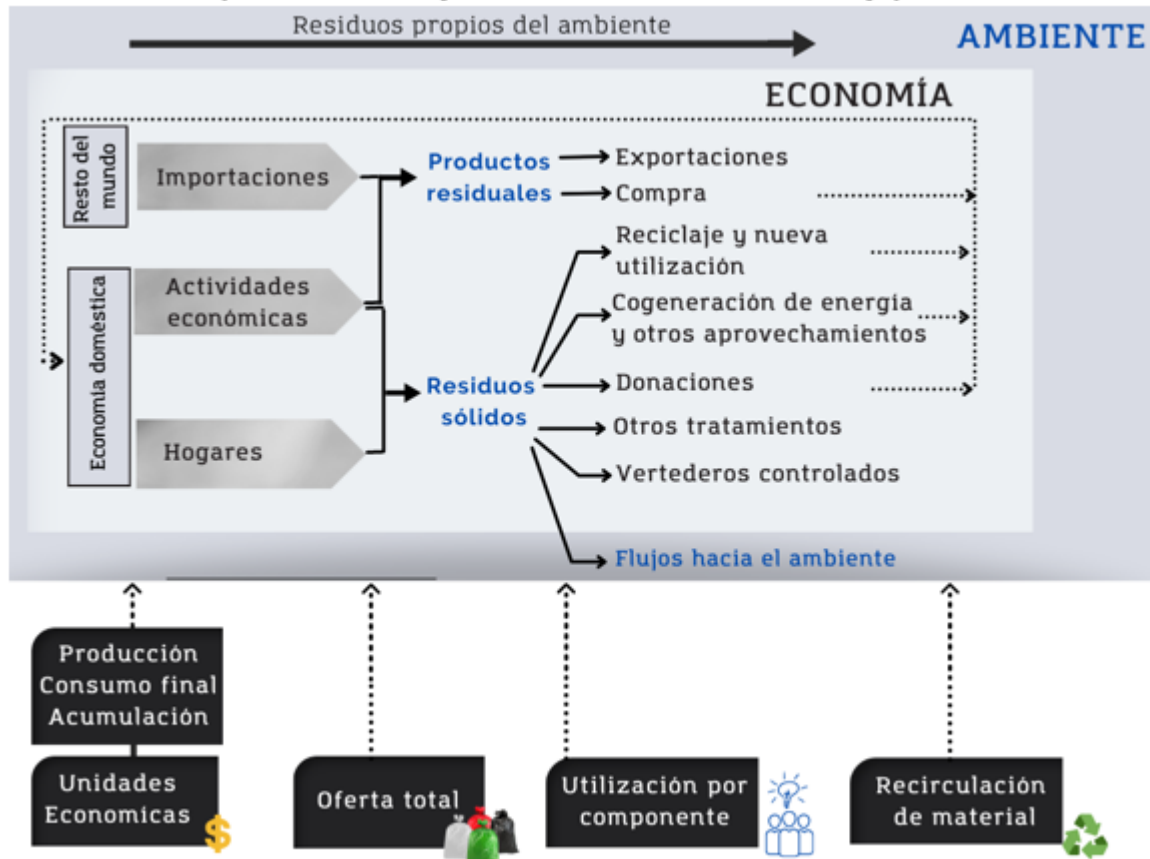 Residuos propios del ambiente
AMBIENTE
ECONOMÍA
Resto del
mundo
Importaciones
Productos
residuales
Exportaciones
Compra
Reciclaje y nueva
utilización
Economía doméstica
Actividades
económicas
Cogeneración de energía
y otros aprovechamientos
Residuos
sólidos
Donaciones
Hogares
Otros tratamientos
Vertederos controlados
Flujos hacia el ambiente
Producción
Consumo final
Acumulación
Unidades
Economícas
Oferta total
Utilización por
componente
Recirculación
de material